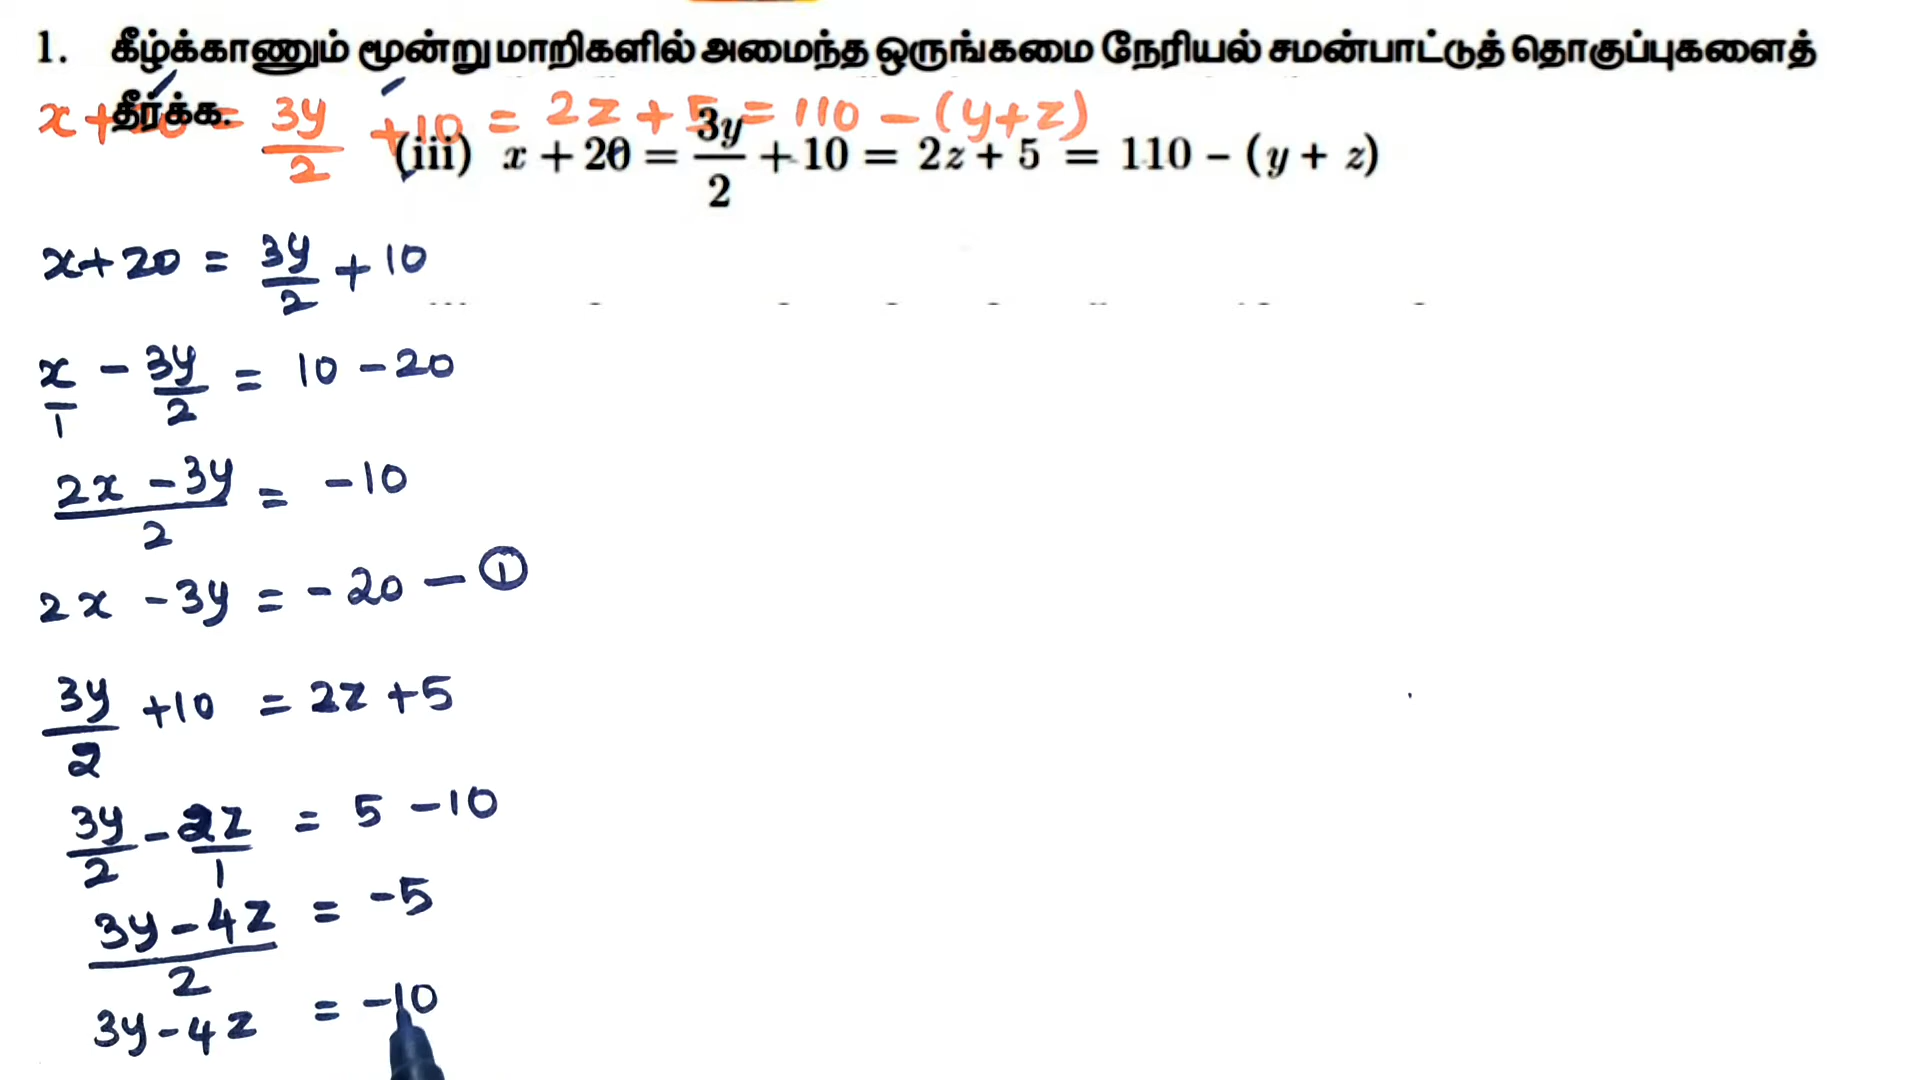 1. கீழ்க்காணும் மூன்று மாறிகளில் அமைந்த ஒருங்கமை நேரியல் சமன்பாட்டுத் தொகுப்புகளைத்
தீர்க்க.
x + 20 = 3y/2 + 10 = 2z + 5 = 110 - (y+z)
(iii) x + 20 = 3y/2 + 10 = 2z + 5 = 110 - (y + z)
x + 20 = 3y/2 + 10
x/1 - 3y/2 = 10 - 20
2x - 3y/2 = -10
2x - 3y = -20 - ①
3y/2 + 10 = 2z + 5
3y/2 - 2z/1 = 5 - 10
3y - 4z/2 = -5
3y - 4z = -10